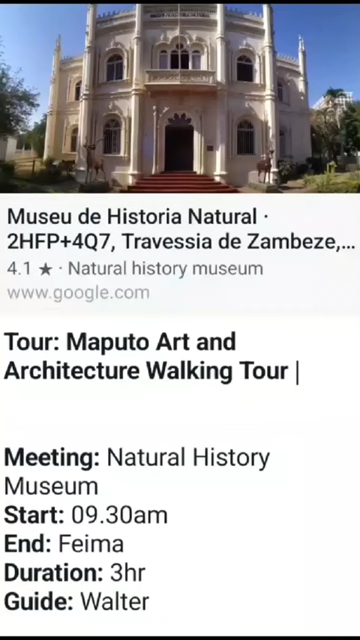 Museu de Historia Natural ·
2HFP+4Q7, Travessia de Zambeze,...
4.1 ★ · Natural history museum
www.google.com
Tour: Maputo Art and
Architecture Walking Tour |
Meeting: Natural History
Museum
Start: 09.30am
End: Feima
Duration: 3hr
Guide: Walter